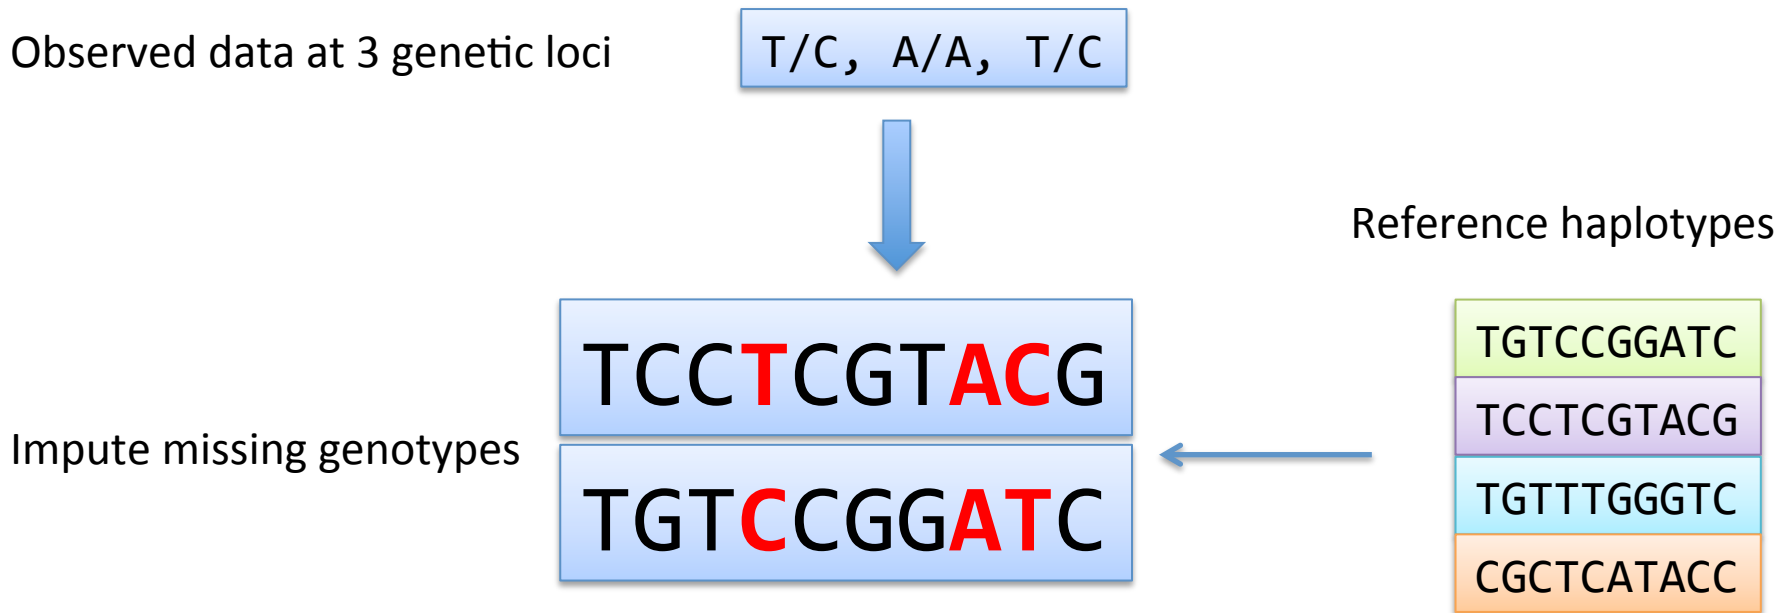 Observed data at 3 genetic loci
T/C, A/A, T/C
Reference haplotypes
TCCTCGTACG
TGTCCGGATC
Impute missing genotypes
TGTCCGGATC
TCCTCGTACG
TGTTTGGGTC
CGCTCATACC